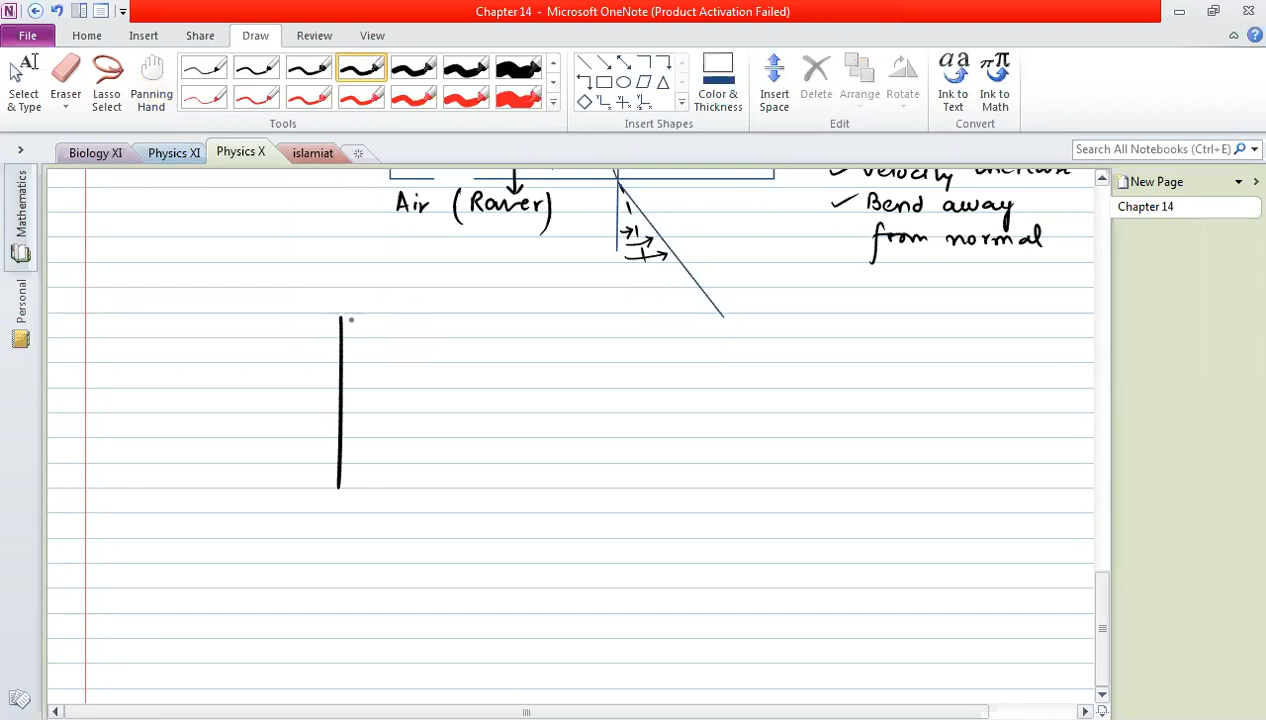 Chapter 14 - Microsoft OneNote (Product Activation Failed)
File Home Insert Share Draw Review View
Select & Type
Eraser
Lasso Select
Panning Hand
Color & Thickness
Insert Space
Delete
Arrange
Rotate
Ink to Text
Ink to Math
Tools
Insert Shapes
Edit
Convert
Biology XI
Physics XI
Physics X
islamiat
Search All Notebooks (Ctrl+E)
Mathematics
Personal
New Page
Chapter 14
Air (Rarer)
✓ Velocity
✓ Bend away
from normal